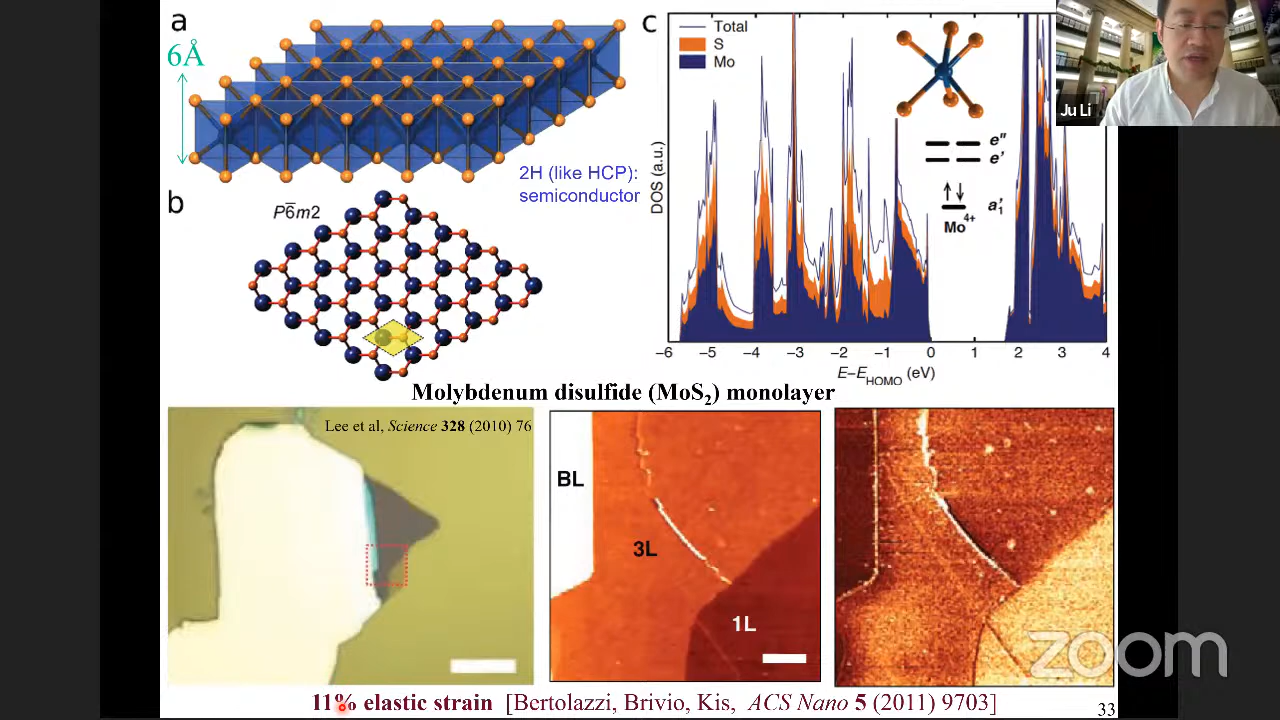 a
6Å
2H (like HCP):
semiconductor
b
P6̅m2
c
Total
S
Mo
e"
e'
a'1
Mo4+
DOS (a.u.)
−6 −5 −4 −3 −2 −1 0 1 2 3 4
E−EHOMO (eV)
Ju Li
Molybdenum disulfide (MoS2) monolayer
Lee et al, Science 328 (2010) 76
BL
3L
1L
zoom
11% elastic strain [Bertolazzi, Brivio, Kis, ACS Nano 5 (2011) 9703]
33